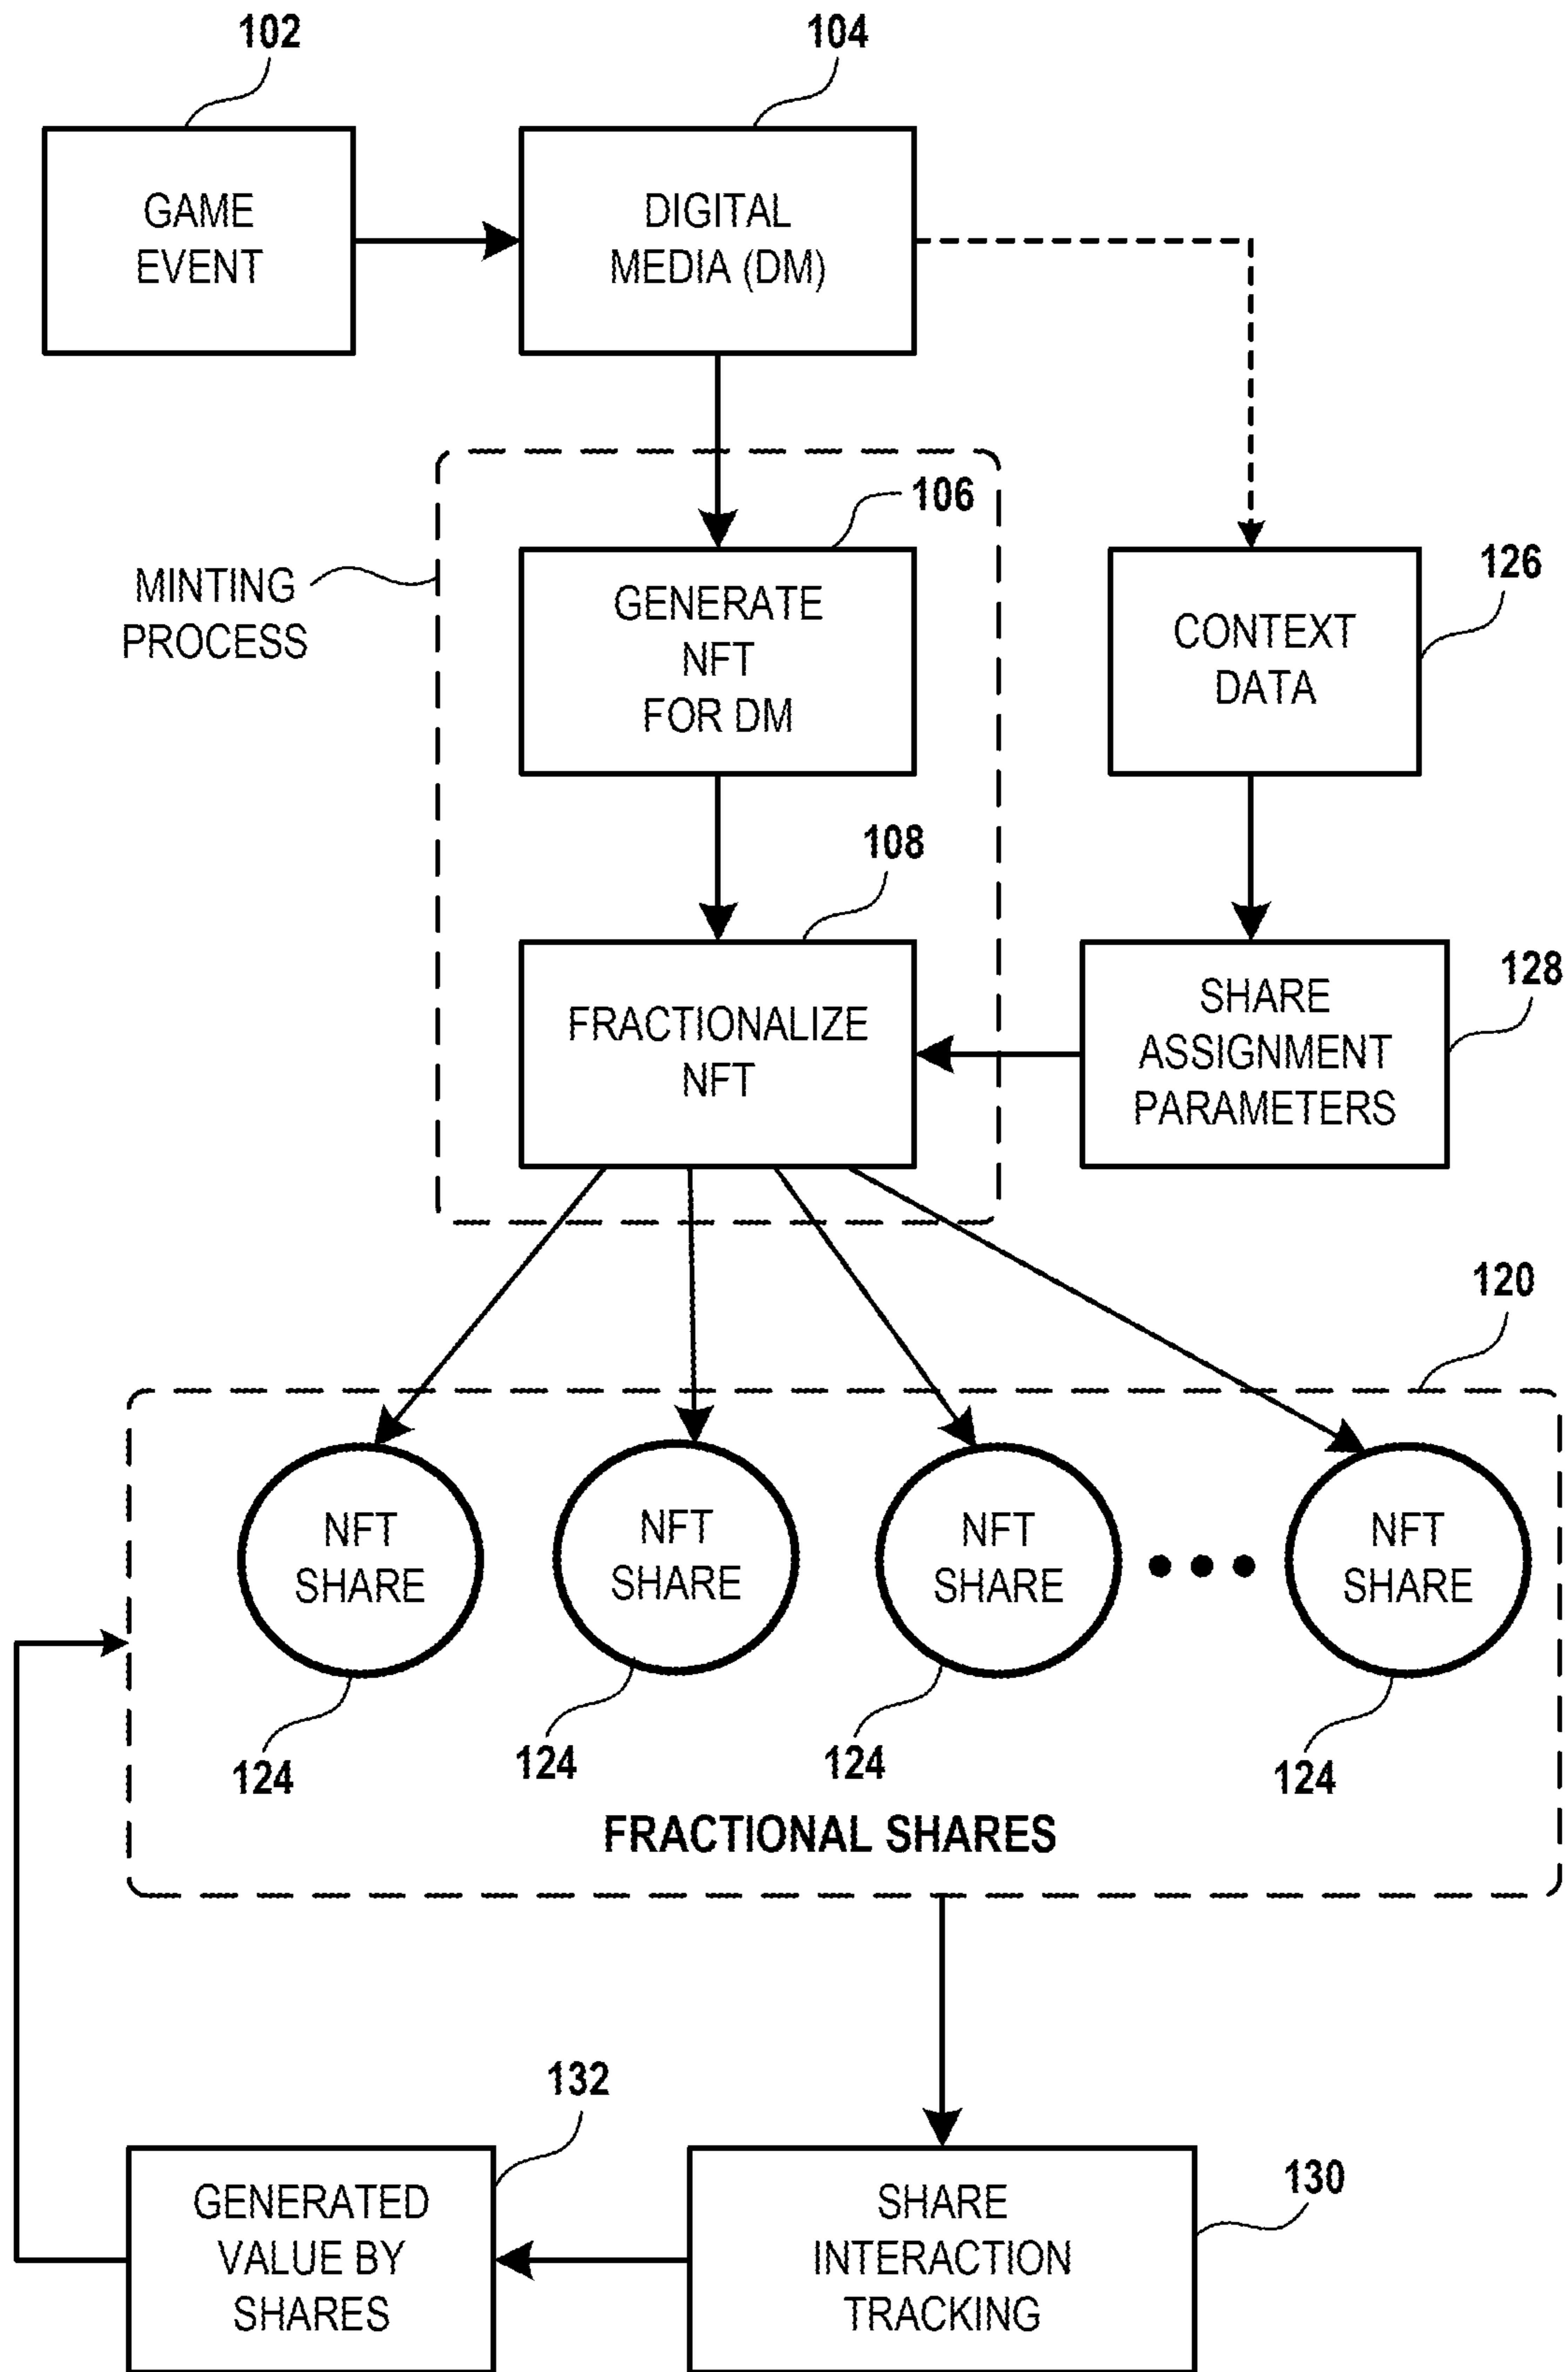 102
104
GAME
EVENT
DIGITAL
MEDIA (DM)
106
MINTING
PROCESS
GENERATE
NFT
FOR DM
126
CONTEXT
DATA
108
FRACTIONALIZE
NFT
128
SHARE
ASSIGNMENT
PARAMETERS
120
NFT
SHARE
NFT
SHARE
NFT
SHARE
NFT
SHARE
124
124
124
124
FRACTIONAL SHARES
132
GENERATED
VALUE BY
SHARES
130
SHARE
INTERACTION
TRACKING